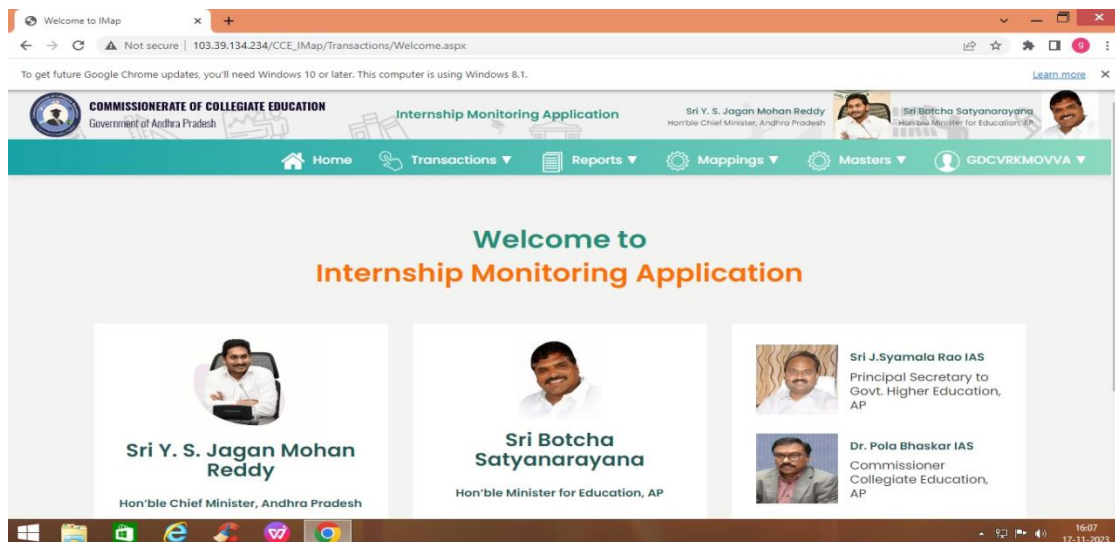 Welcome to IMap
Not secure | 103.39.134.234/CCE_IMap/Transactions/Welcome.aspx
g
To get future Google Chrome updates, you'll need Windows 10 or later. This computer is using Windows 8.1.
Learn more
COMMISSIONERATE OF COLLEGIATE EDUCATION
Government of Andhra Pradesh
Internship Monitoring Application
Sri Y. S. Jagan Mohan Reddy
Hon'ble Chief Minister, Andhra Pradesh
Sri Botcha Satyanarayana
Hon'ble Minister for Education, AP
Home
Transactions ▼
Reports ▼
Mappings ▼
Masters ▼
GDCVRKMOVVA ▼
Welcome to
Internship Monitoring Application
Sri Y. S. Jagan Mohan
Reddy
Hon'ble Chief Minister, Andhra Pradesh
Sri Botcha
Satyanarayana
Hon'ble Minister for Education, AP
Sri J.Syamala Rao IAS
Principal Secretary to
Govt. Higher Education,
AP
Dr. Pola Bhaskar IAS
Commissioner
Collegiate Education,
AP
16:07
17-11-2023